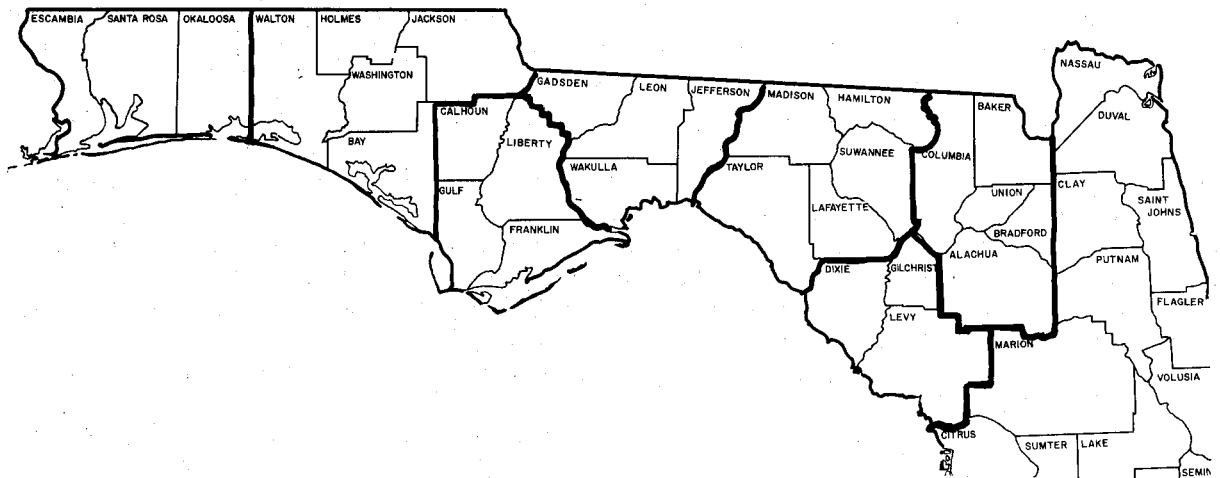 ESCAMBIA
SANTA ROSA
OKALOOSA
WALTON
HOLMES
JACKSON
WASHINGTON
BAY
CALHOUN
GULF
LIBERTY
FRANKLIN
GADSDEN
LEON
JEFFERSON
WAKULLA
MADISON
HAMILTON
TAYLOR
SUWANNEE
LAFAYETTE
DIXIE
GILCHRIST
LEVY
COLUMBIA
BAKER
UNION
BRADFORD
ALACHUA
NASSAU
DUVAL
CLAY
SAINT
JOHNS
PUTNAM
FLAGLER
MARION
VOLUSIA
CITRUS
SUMTER
LAKE
SEMIN